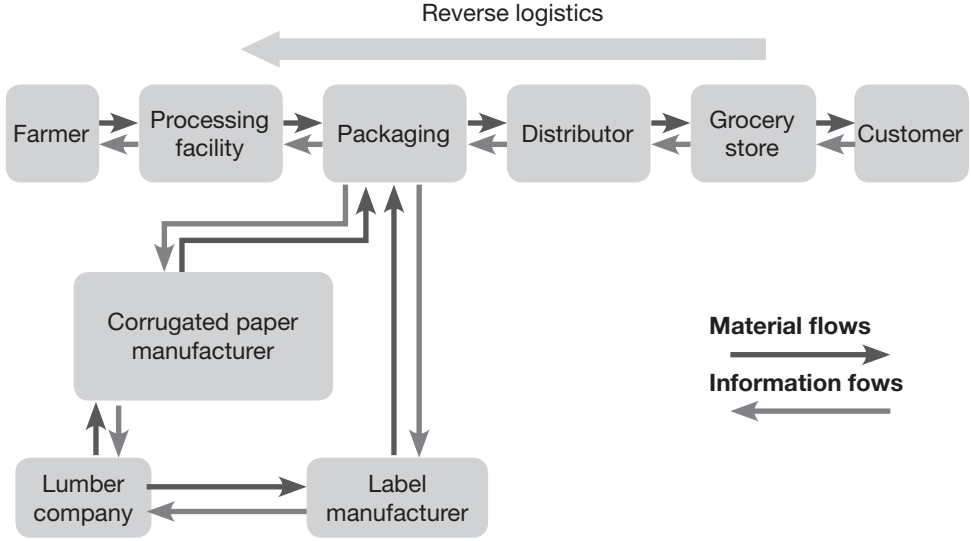 Reverse logistics
Farmer
Processing
facility
Packaging
Distributor
Grocery
store
Customer
Corrugated paper
manufacturer
Material flows
Information fows
Lumber
company
Label
manufacturer